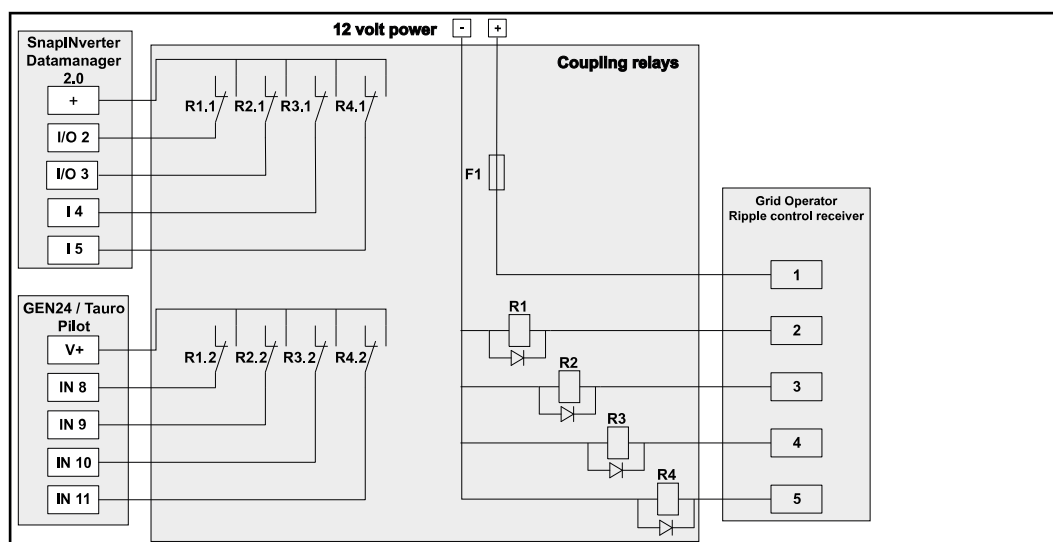 12 volt power
-
+
SnapINverter
Datamanager
2.0
+
I/O 2
I/O 3
I 4
I 5
R1.1
R2.1
R3.1
R4.1
Coupling relays
F1
Grid Operator
Ripple control receiver
1
2
3
4
5
R1
R2
R3
R4
GEN24 / Tauro
Pilot
V+
IN 8
IN 9
IN 10
IN 11
R1.2
R2.2
R3.2
R4.2